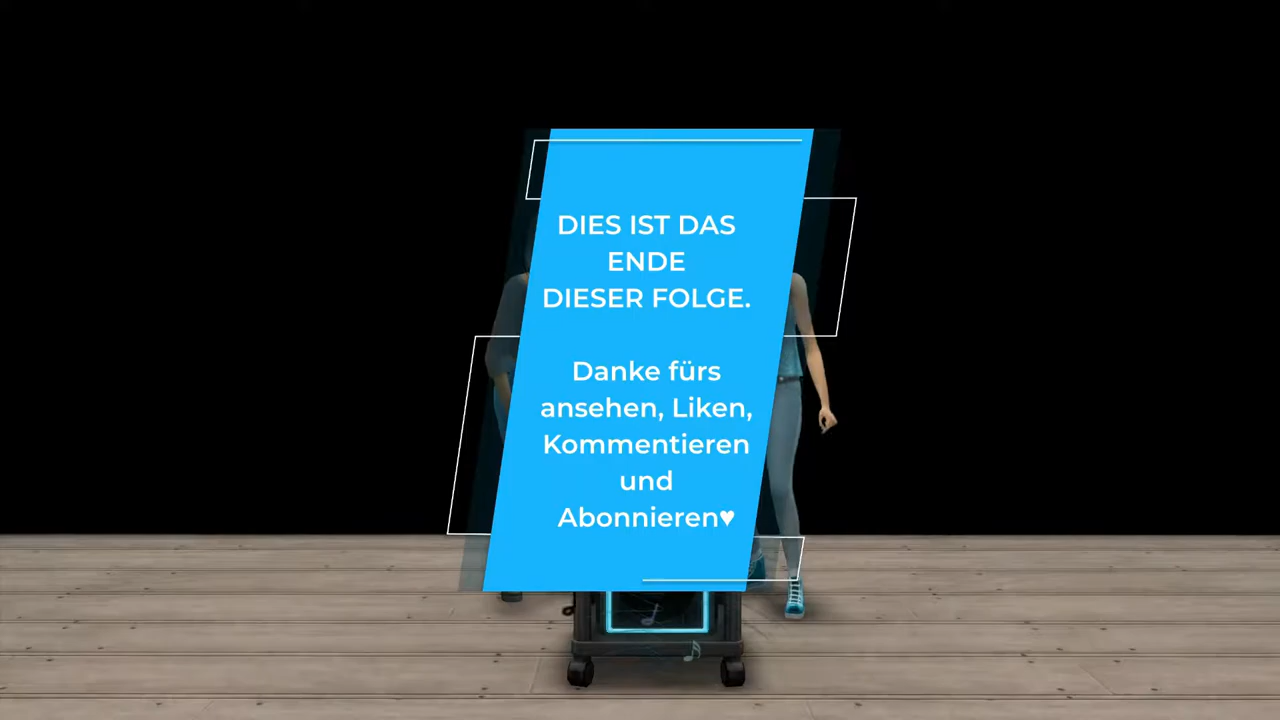 DIES IST DAS
ENDE
DIESER FOLGE.
Danke fürs
ansehen, Liken,
Kommentieren
und
Abonnieren♥